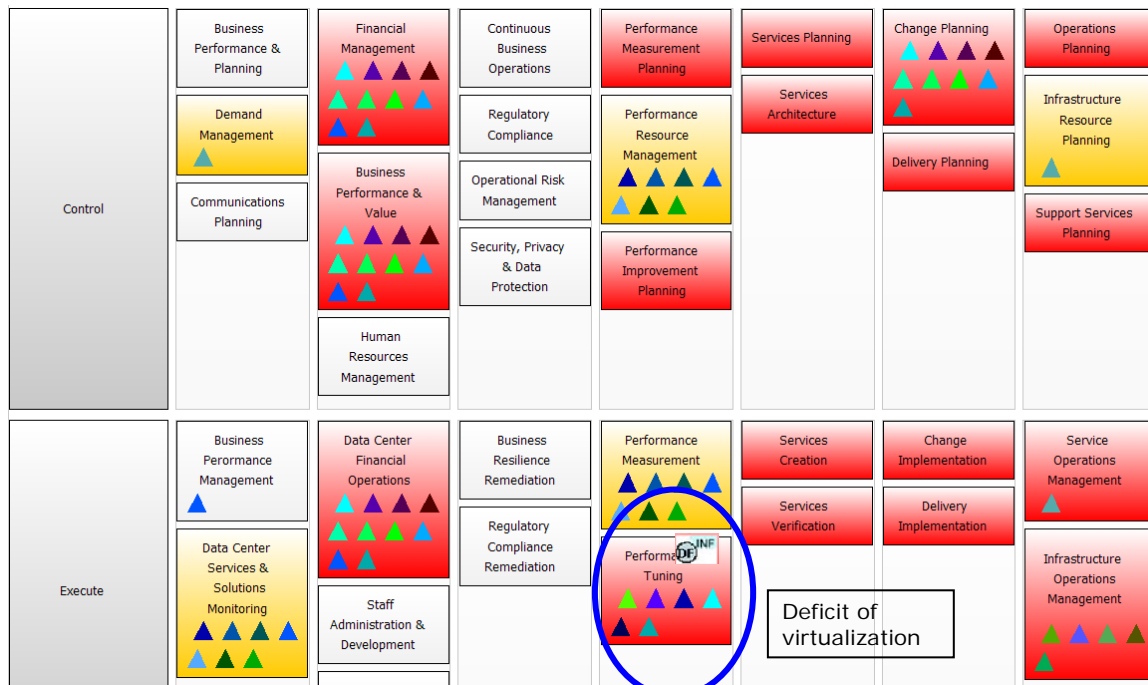 Control
Business
Performance &
Planning
Demand
Management
Communications
Planning
Financial
Management
Business
Performance &
Value
Human
Resources
Management
Continuous
Business
Operations
Regulatory
Compliance
Operational Risk
Management
Security, Privacy
& Data
Protection
Performance
Measurement
Planning
Performance
Resource
Management
Performance
Improvement
Planning
Services Planning
Services
Architecture
Change Planning
Delivery Planning
Operations
Planning
Infrastructure
Resource
Planning
Support Services
Planning
Execute
Business
Perormance
Management
Data Center
Services &
Solutions
Monitoring
Data Center
Financial
Operations
Staff
Administration &
Development
Business
Resilience
Remediation
Regulatory
Compliance
Remediation
Performance
Measurement
DF INF
Tuning
Services
Creation
Services
Verification
Change
Implementation
Delivery
Implementation
Service
Operations
Management
Infrastructure
Operations
Management
Deficit of
virtualization